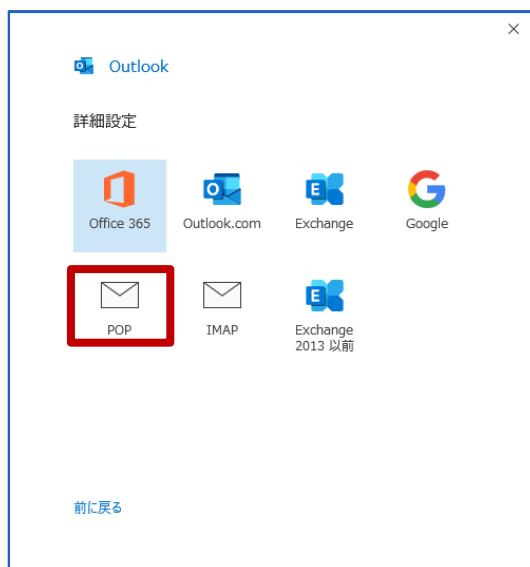 Outlook
詳細設定
Office 365
Outlook.com
Exchange
Google
POP
IMAP
Exchange
2013 以前
前に戻る